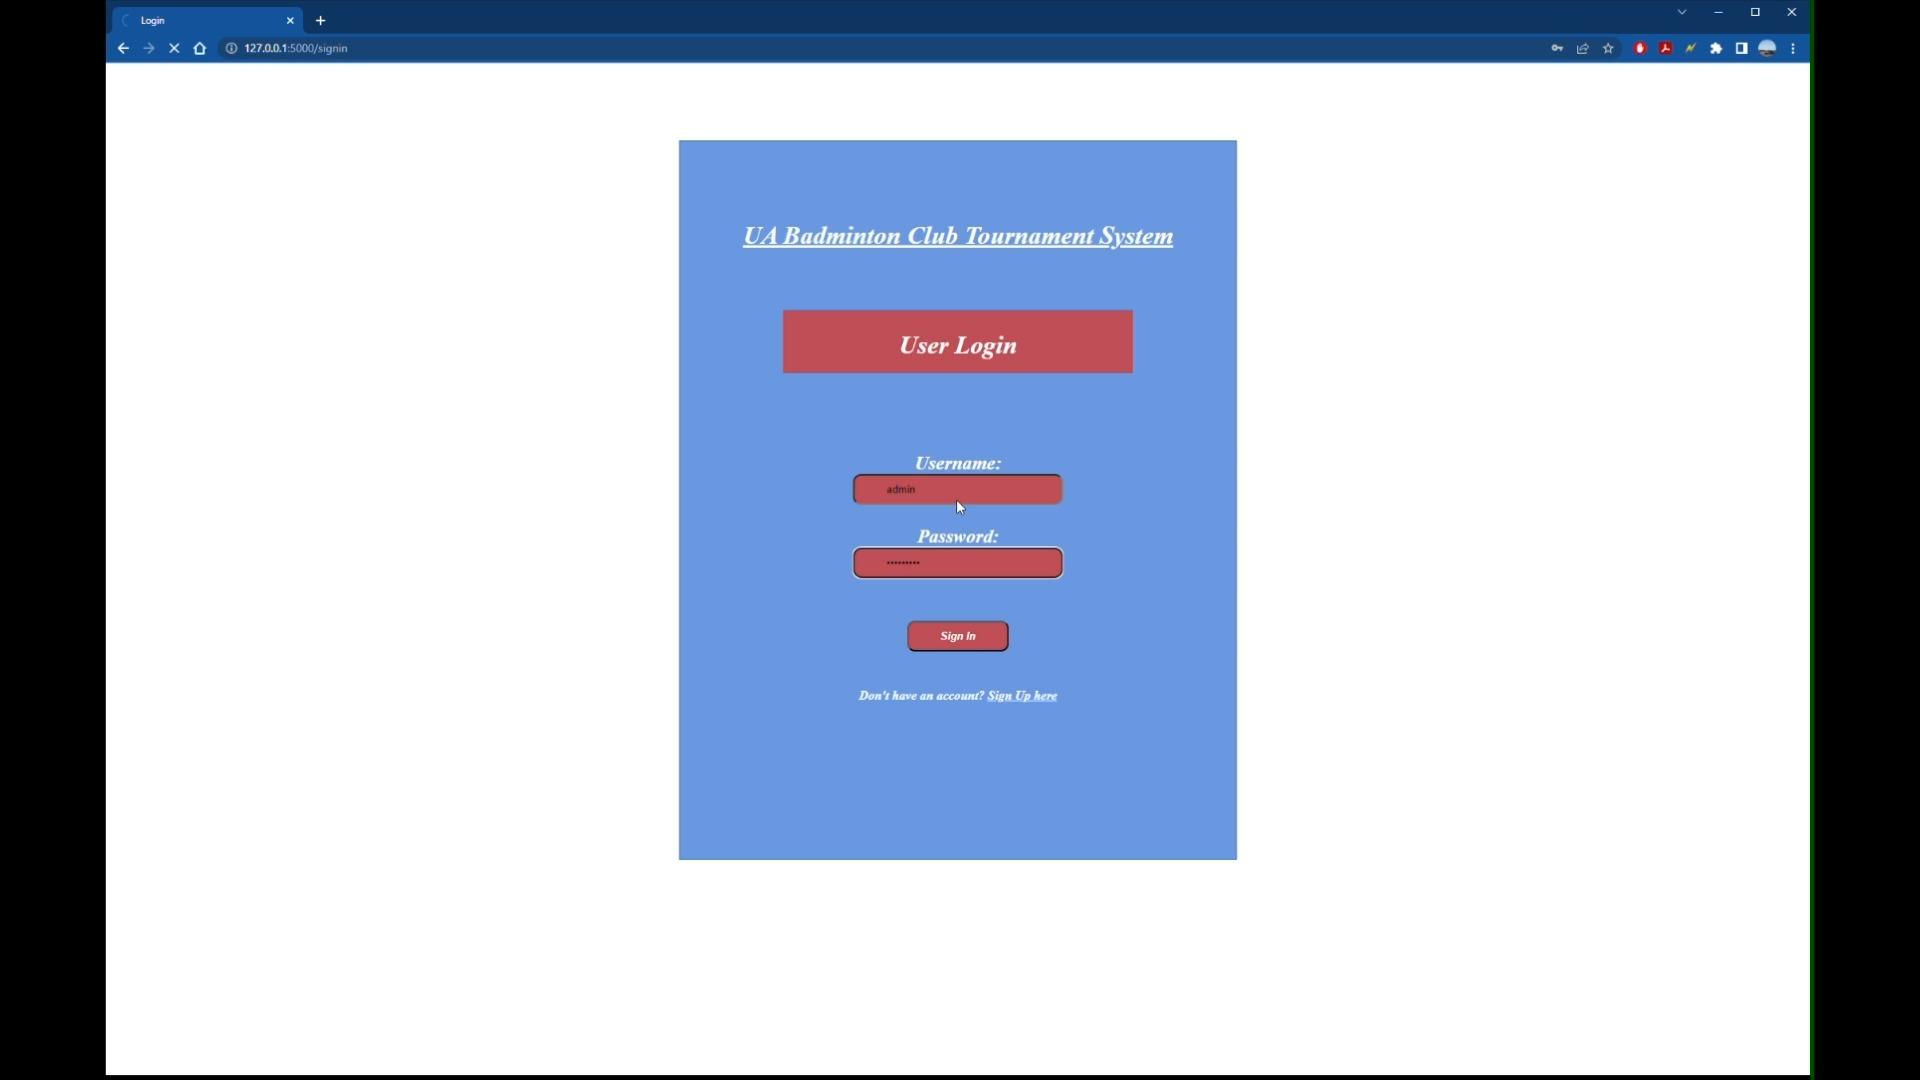 Login
127.0.0.1:5000/signin
UA Badminton Club Tournament System
User Login
Username:
admin
Password:
•••••••••
Sign In
Don't have an account? Sign Up here